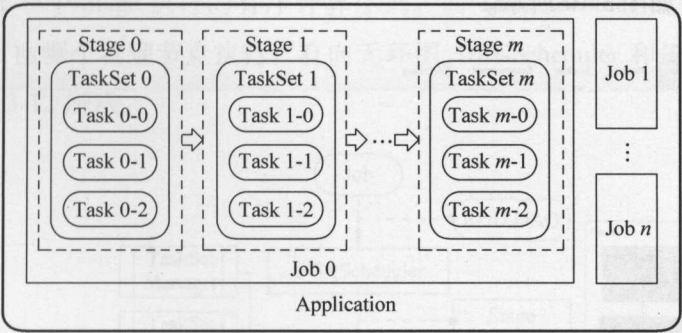 Stage 0
TaskSet 0
Task 0-0
Task 0-1
Task 0-2
Stage 1
TaskSet 1
Task 1-0
Task 1-1
Task 1-2
...
Stage m
TaskSet m
Task m-0
Task m-1
Task m-2
Job 0
Job 1
⋮
Job n
Application